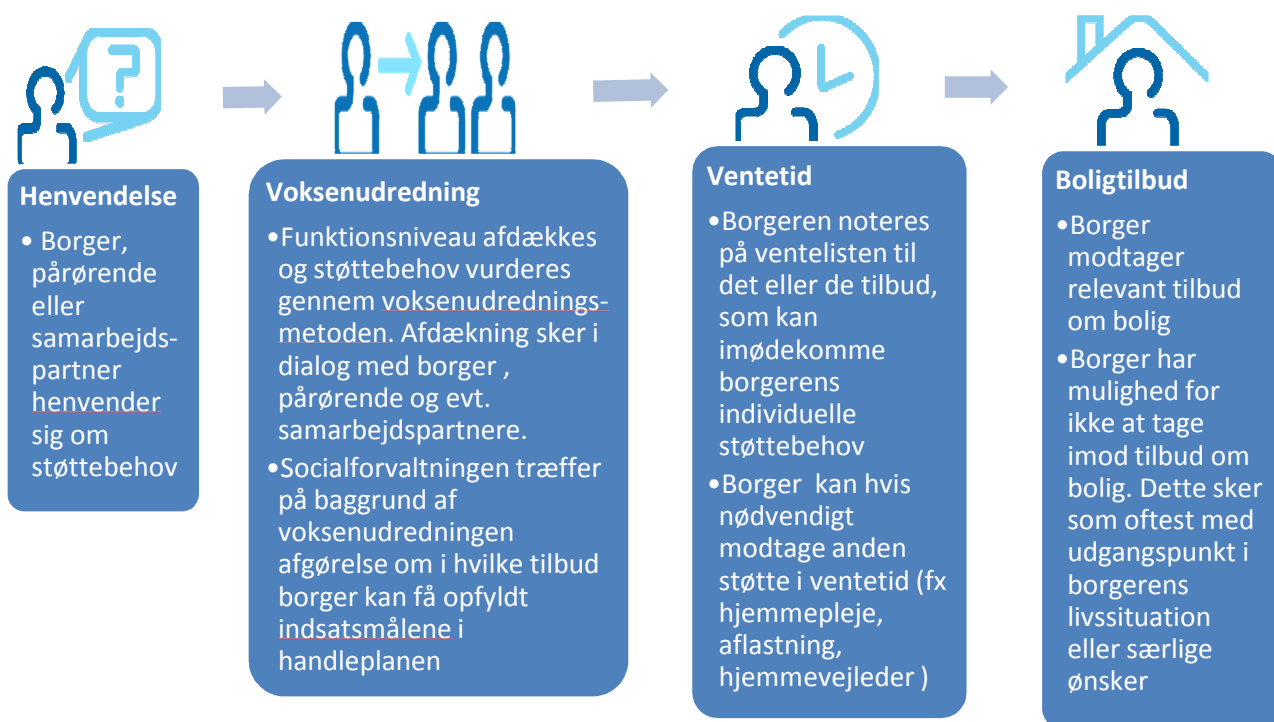 ?
Henvendelse
• Borger,
pårørende
eller
samarbejds-
partner
henvender
sig om
støttebehov
Voksenudredning
•Funktionsniveau afdækkes
og støttebehov vurderes
gennem voksenudrednings-
metoden. Afdækning sker i
dialog med borger ,
pårørende og evt.
samarbejdspartnere.
•Socialforvaltningen træffer
på baggrund af
voksenudredningen
afgørelse om i hvilke tilbud
borger kan få opfyldt
indsatsmålene i
handleplanen
Ventetid
•Borgeren noteres
på ventelisten til
det eller de tilbud,
som kan
imødekomme
borgerens
individuelle
støttebehov
•Borger  kan hvis
nødvendigt
modtage anden
støtte i ventetid (fx
hjemmepleje,
aflastning,
hjemmevejleder )
Boligtilbud
•Borger
modtager
relevant tilbud
om bolig
•Borger har
mulighed for
ikke at tage
imod tilbud om
bolig. Dette sker
som oftest med
udgangspunkt i
borgerens
livssituation
eller særlige
ønsker